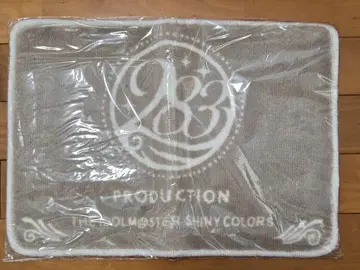 283
PRODUCTION
THE IDOLM@STER SHINY COLORS